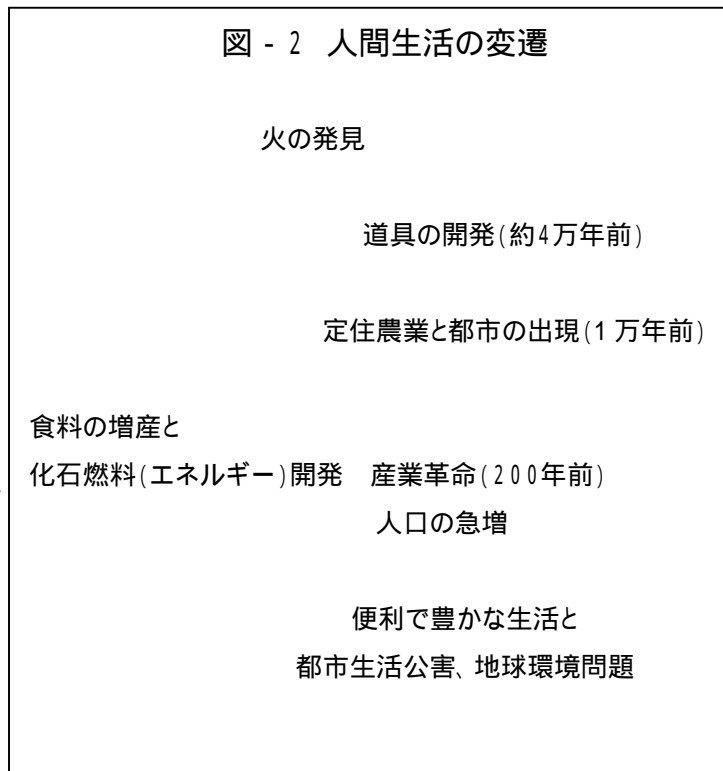 図 - 2 人間生活の変遷
火の発見
道具の開発(約4万年前)
定住農業と都市の出現(1万年前)
食料の増産と
化石燃料(エネルギー)開発 産業革命(200年前)
人口の急増
便利で豊かな生活と
都市生活公害、地球環境問題